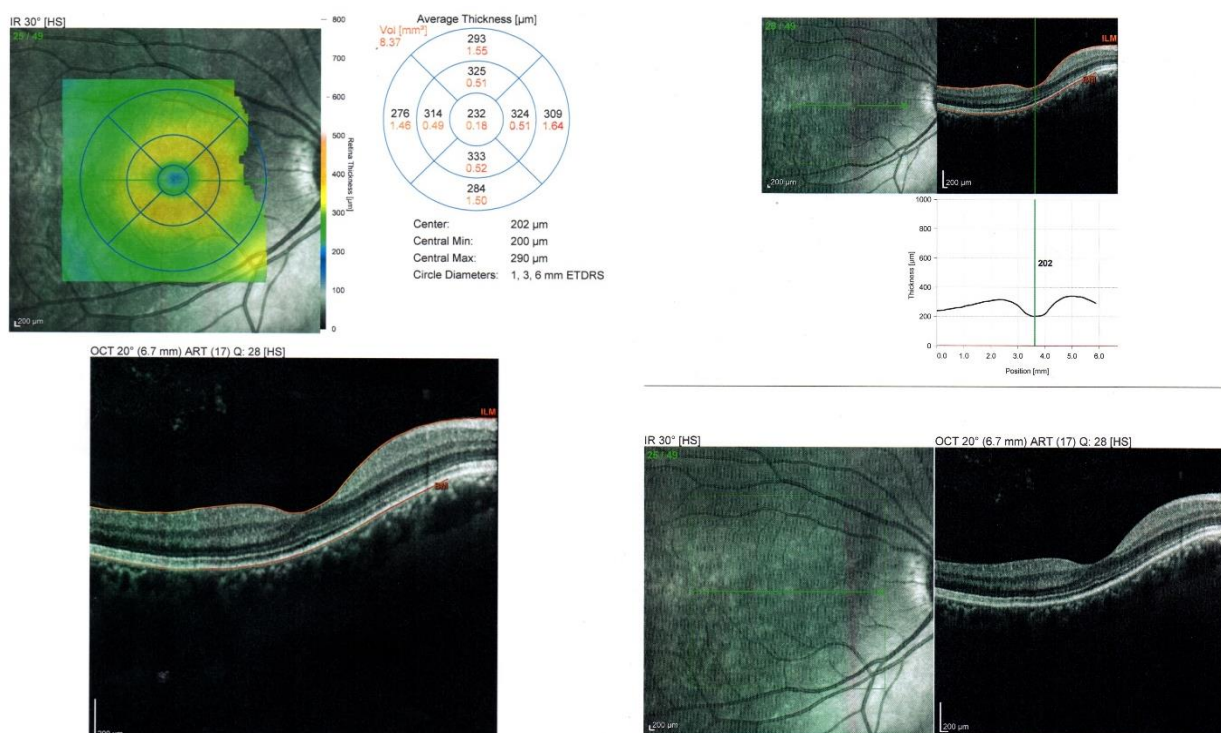 IR 30° [HS]
25 / 49
200 µm
800
700
600
500
400
300
200
100
0
Retina Thickness [µm]
Average Thickness [µm]
Vol [mm³]
8.37
293
1.55
325
0.51
276 314 232 324 309
1.46 0.49 0.18 0.51 1.64
333
0.52
284
1.50
Center: 202 µm
Central Min: 200 µm
Central Max: 290 µm
Circle Diameters: 1, 3, 6 mm ETDRS
OCT 20° (6.7 mm) ART (17) Q: 28 [HS]
ILM
BM
200 µm
200 µm
ILM
BM
200 µm
1000
800
600
400
200
0
Thickness [µm]
202
0.0 1.0 2.0 3.0 4.0 5.0 6.0
Position [mm]
IR 30° [HS]
200 µm
OCT 20° (6.7 mm) ART (17) Q: 28 [HS]
200 µm